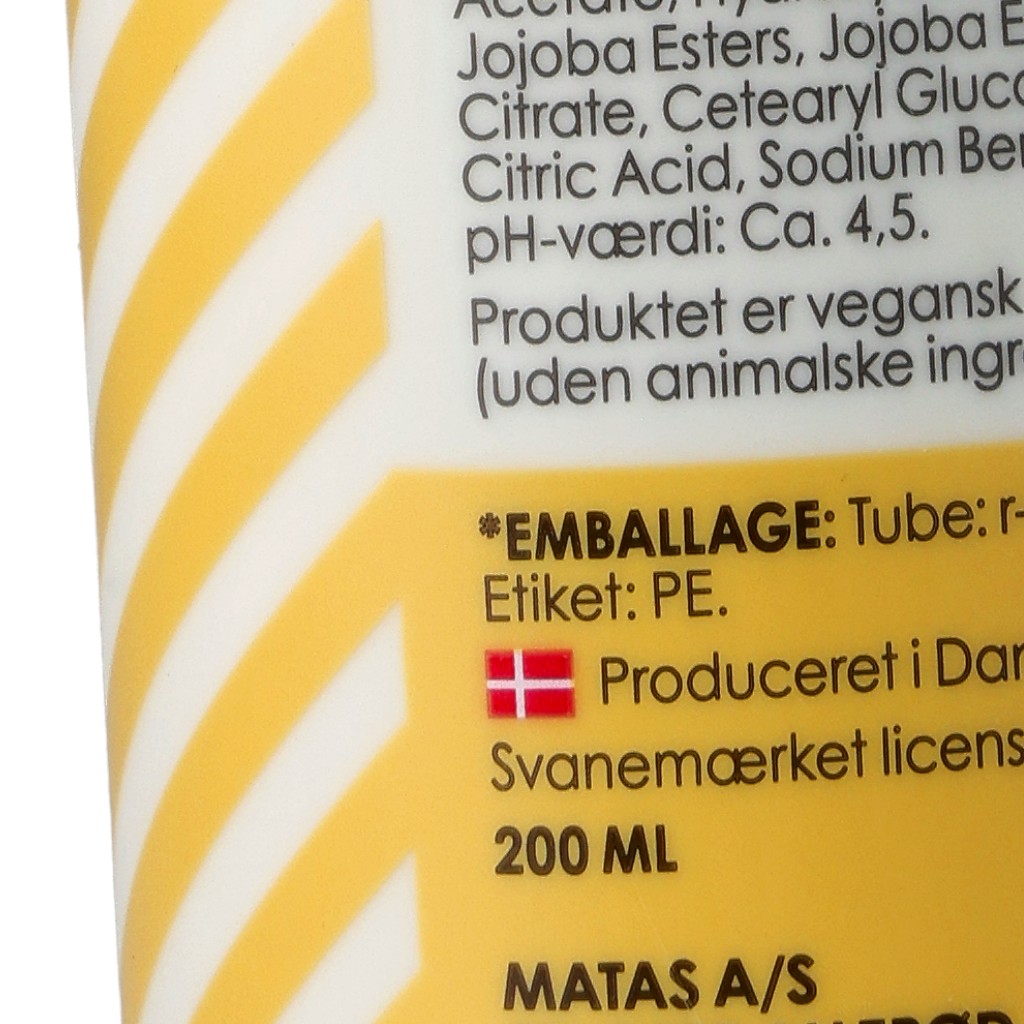 Jojoba Esters, Jojoba
Citrate, Cetearyl
Citric Acid, Sodium
pH-værdi: Ca. 4,5.
Produktet er vegansk
(uden animalske
*EMBALLAGE: Tube:
Etiket: PE.
Produceret i
Svanemærket
200 ML
MATAS A/S